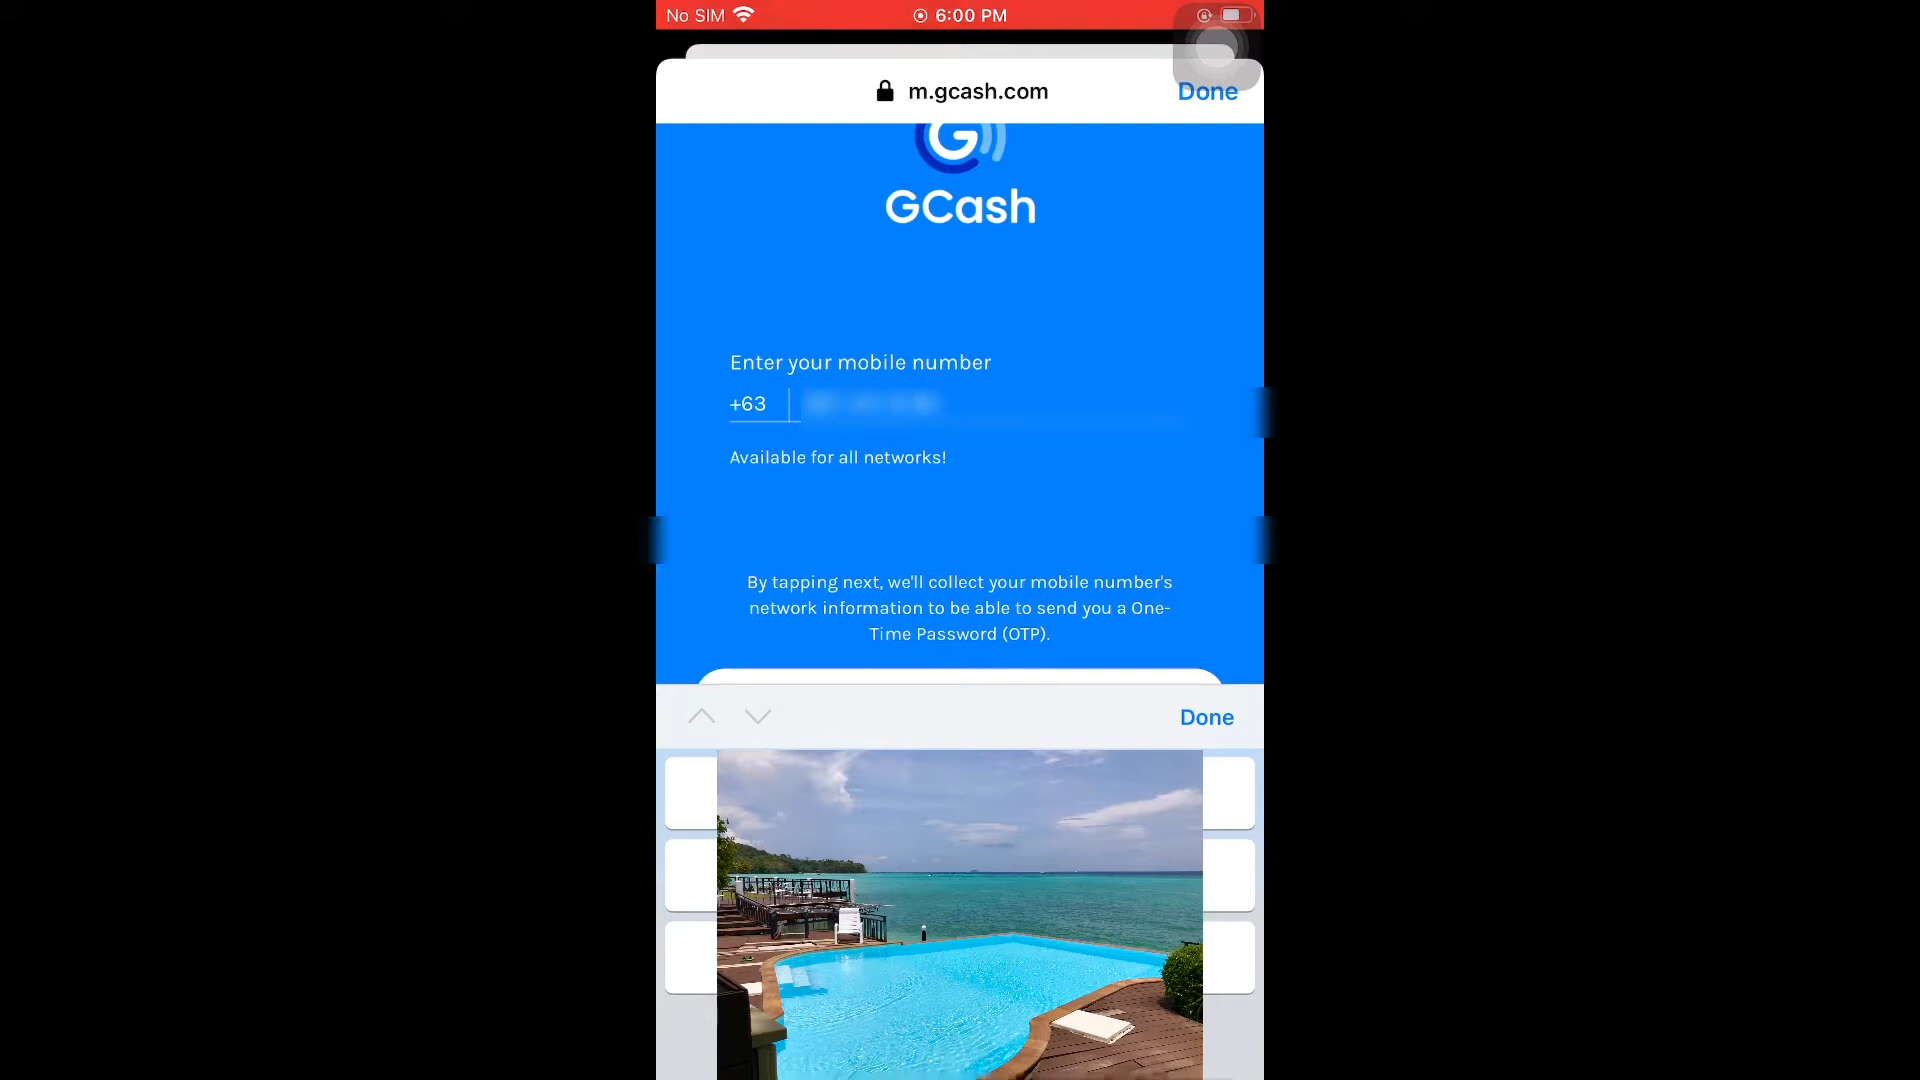 No SIM 6:00 PM
m.gcash.com Done
GCash
Enter your mobile number
+63
Available for all networks!
By tapping next, we'll collect your mobile number's
network information to be able to send you a One-
Time Password (OTP).
Done